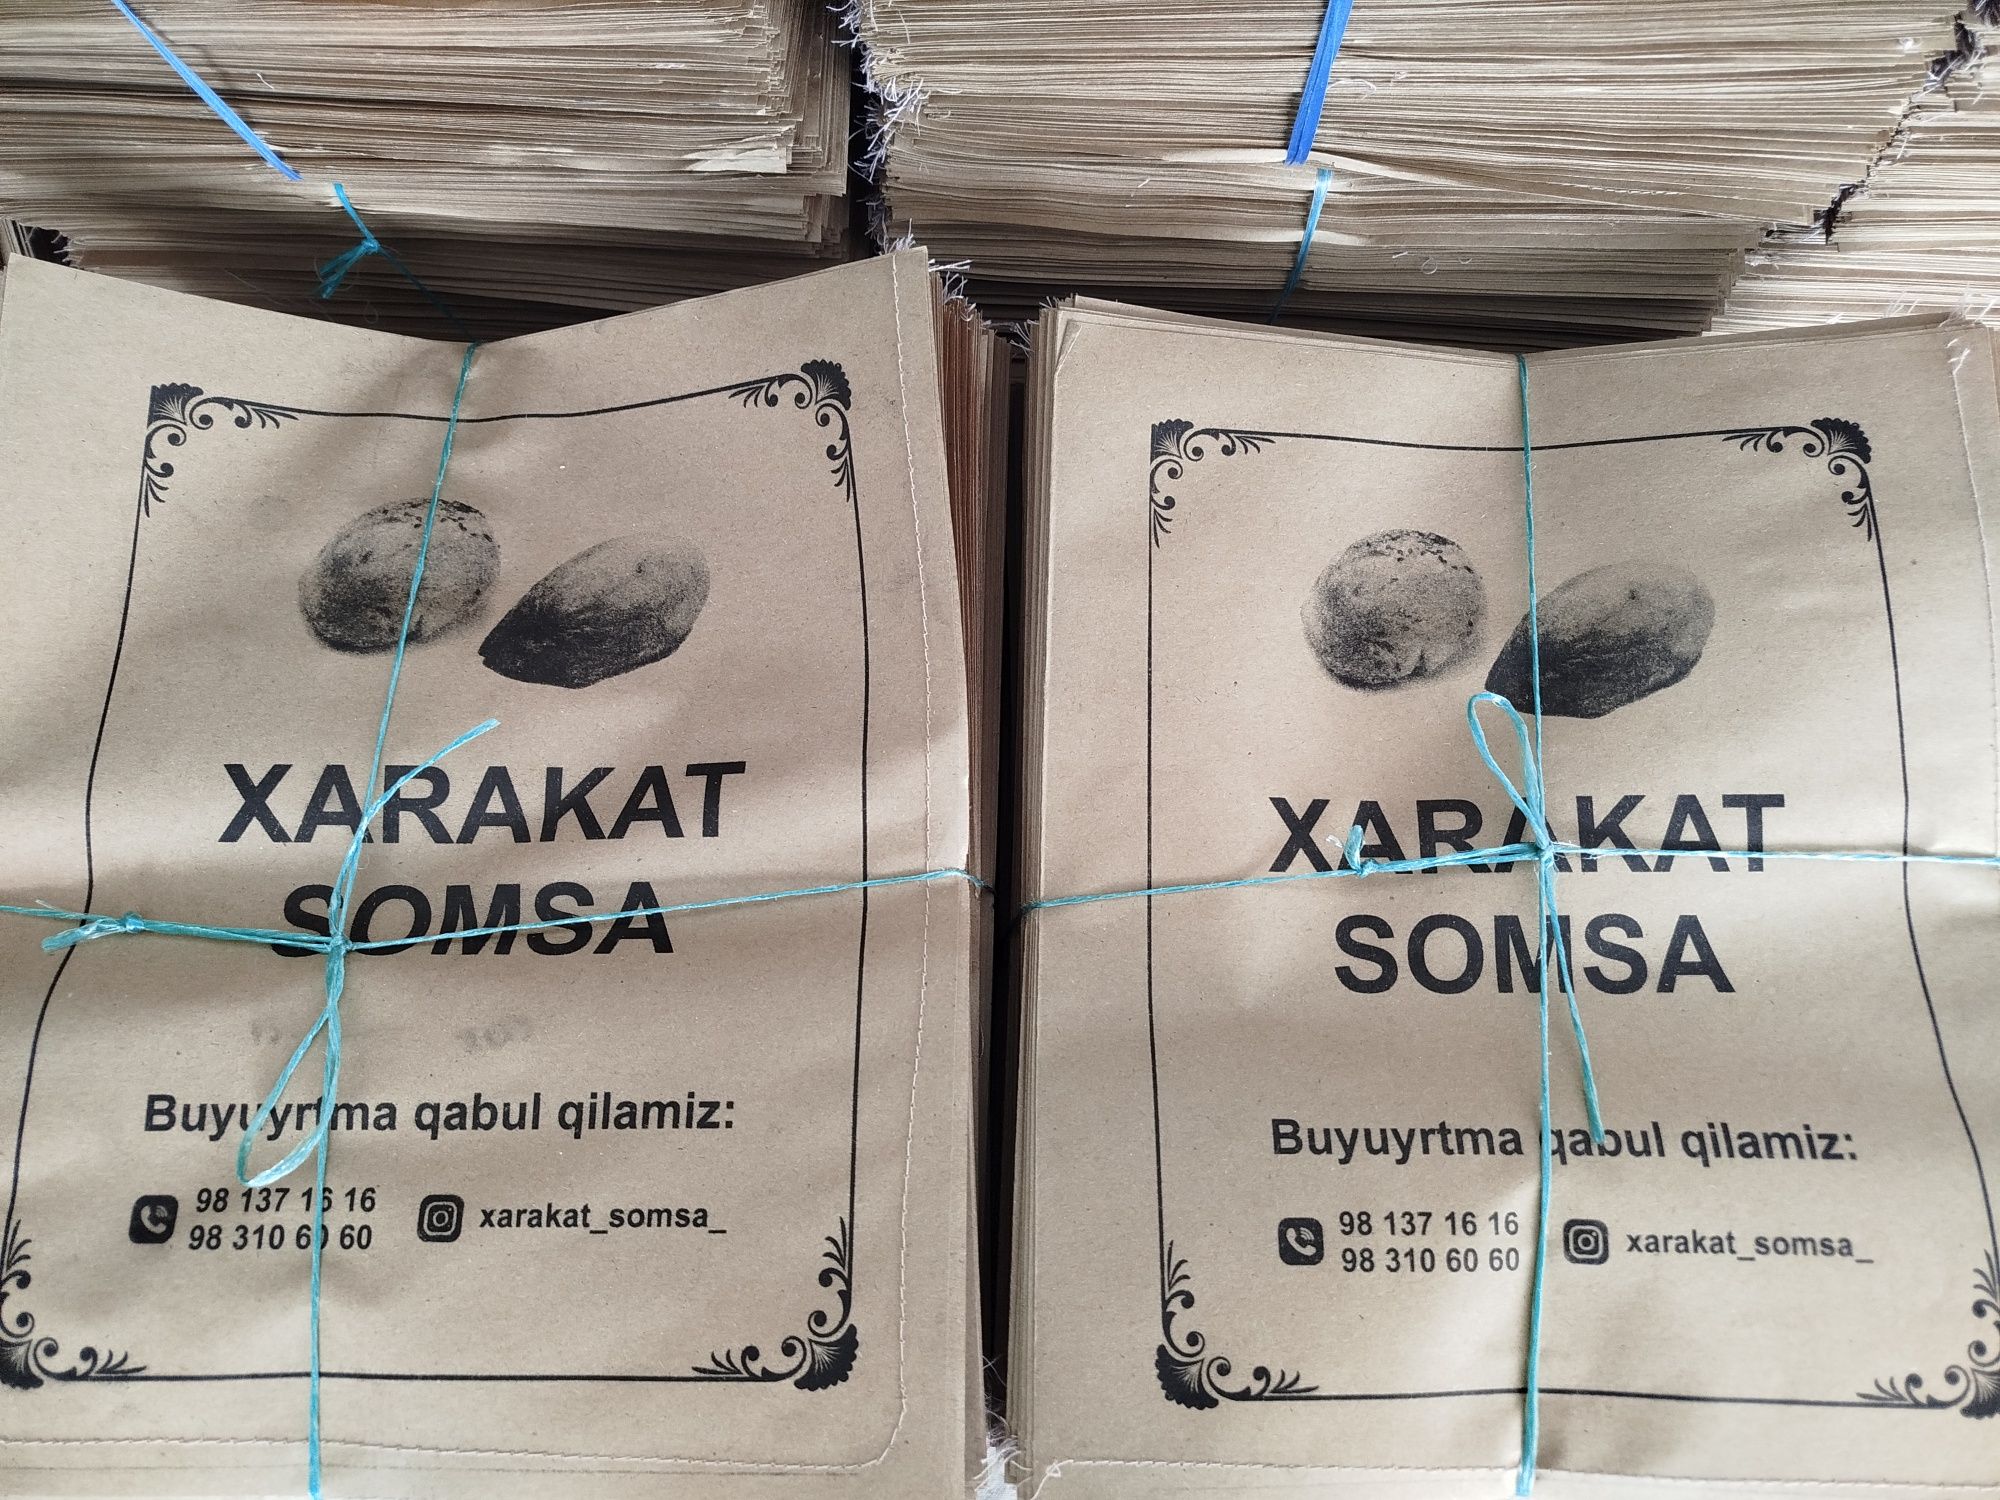 XARAKAT
SOMSA
Buyuyrtma qabul qilamiz:
98 137 16 16
98 310 60 60
xarakat_somsa_
XARAKAT
SOMSA
Buyuyrtma qabul qilamiz:
98 137 16 16
98 310 60 60
xarakat_somsa_